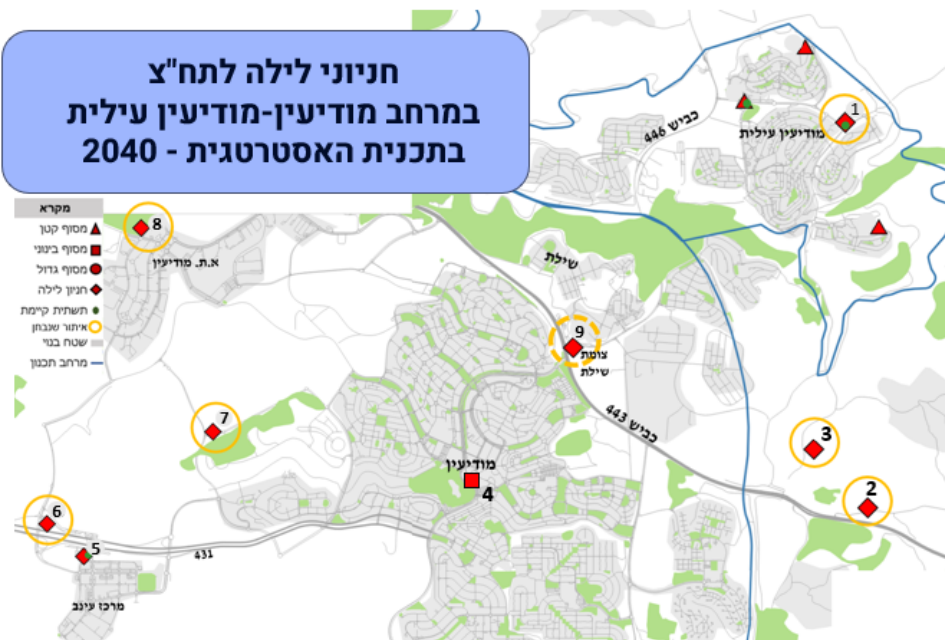 חניוני לילה לתח"צ
במרחב מודיעין-מודיעין עילית
בתכנית האסטרטגית - 2040
מקרא
מסוף קטן
מסוף בינוני
מסוף גדול
חניון לילה
תשתית קיימת
איתור שנבחן
שטח בנוי
מרחב תכנון
כביש 446
1
מודיעין עילית
8
א.ת. מודיעין
שילת
9
צומת
שילת
7
כביש 443
3
מודיעין
4
2
6
5
431
מרכז עינב